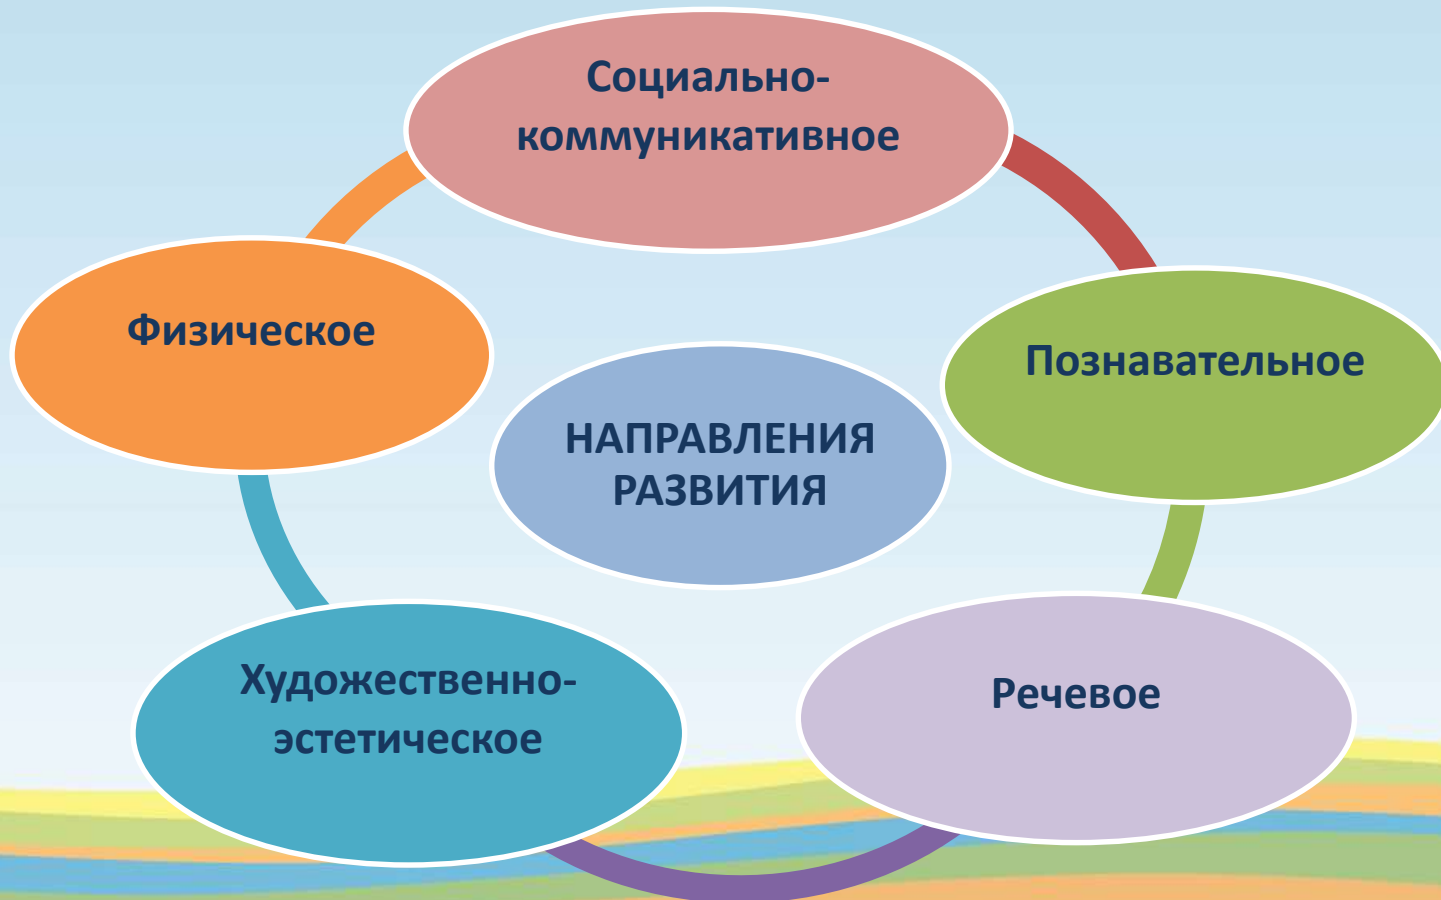 Социально-
коммуникативное
Физическое
Познавательное
НАПРАВЛЕНИЯ
РАЗВИТИЯ
Художественно-
эстетическое
Речевое